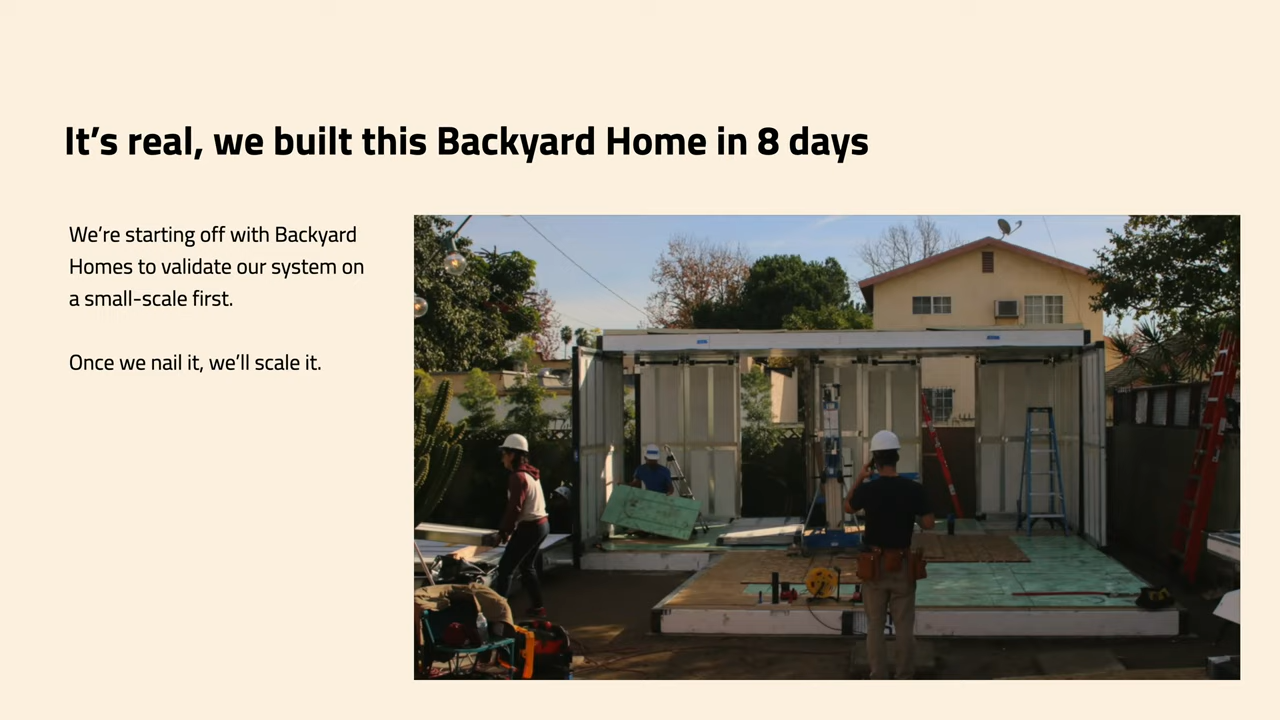 It’s real, we built this Backyard Home in 8 days
We’re starting off with Backyard
Homes to validate our system on
a small-scale first.
Once we nail it, we’ll scale it.